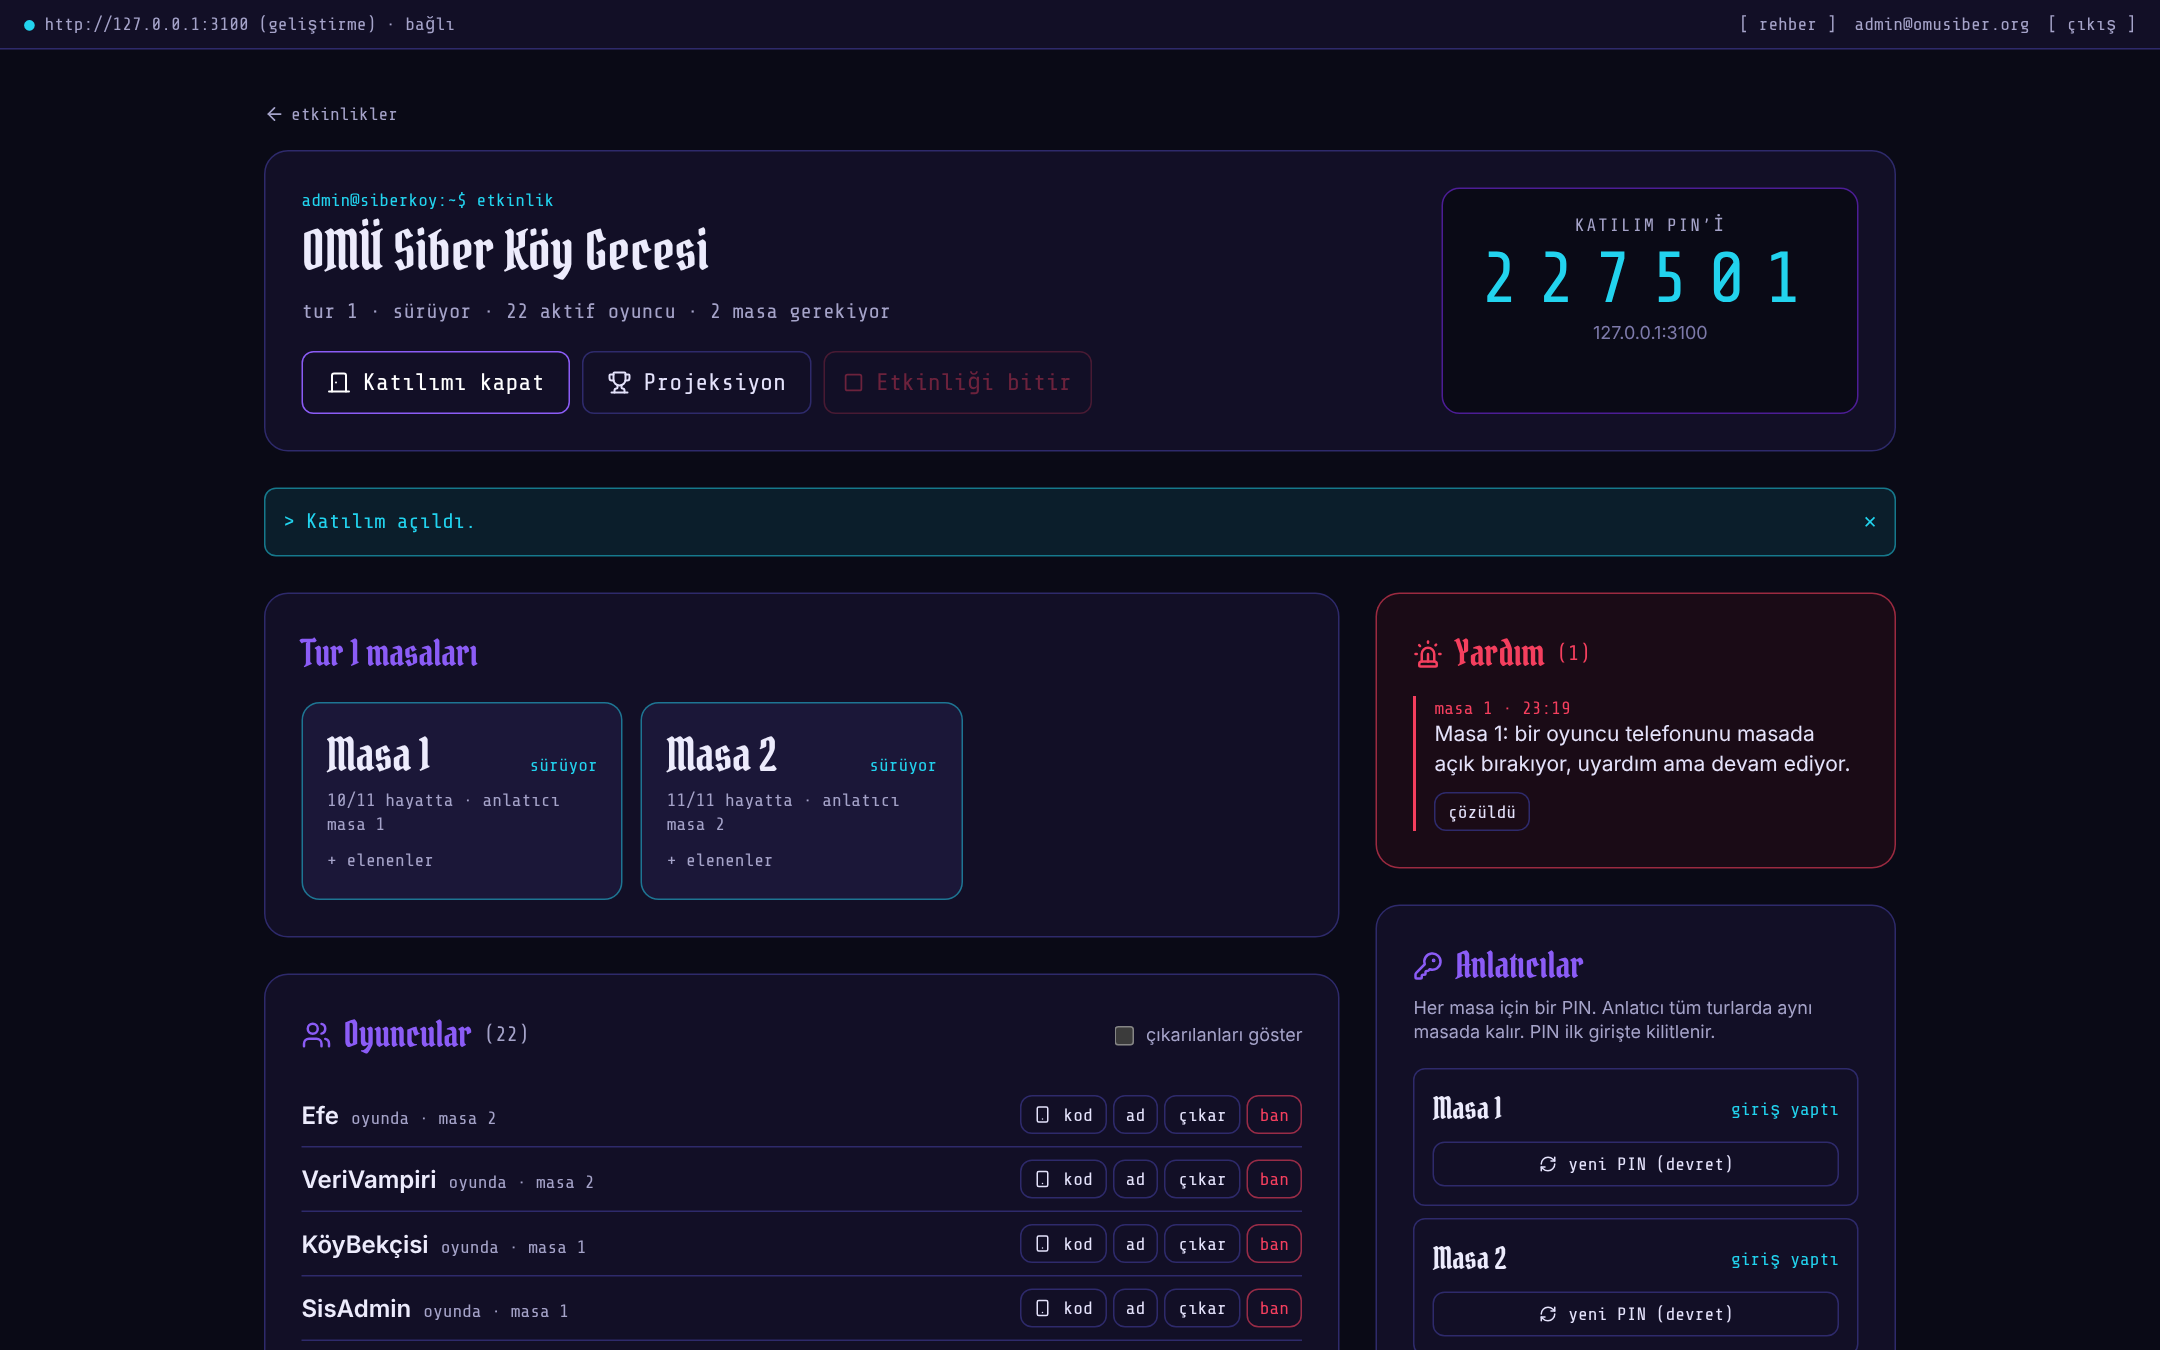 http://127.0.0.1:3100 (geliştirme) · bağlı
[ rehber ] admin@omusiber.org [ çıkış ]
← etkinlikler
admin@siberkoy:~$ etkinlik
OMÜ Siber Köy Gecesi
tur 1 · sürüyor · 22 aktif oyuncu · 2 masa gerekiyor
Katılımı kapat
Projeksiyon
Etkinliği bitir
KATILIM PIN’İ
227501
127.0.0.1:3100
> Katılım açıldı.
×
Tur 1 masaları
Masa 1 sürüyor
10/11 hayatta · anlatıcı
masa 1
+ elenenler
Masa 2 sürüyor
11/11 hayatta · anlatıcı
masa 2
+ elenenler
Yardım (1)
masa 1 · 23:19
Masa 1: bir oyuncu telefonunu masada
açık bırakıyor, uyardım ama devam ediyor.
çözüldü
Oyuncular (22)
çıkarılanları göster
Efe oyunda · masa 2 kod ad çıkar ban
VeriVampiri oyunda · masa 2 kod ad çıkar ban
KöyBekçisi oyunda · masa 1 kod ad çıkar ban
SisAdmin oyunda · masa 1 kod ad çıkar ban
Anlatıcılar
Her masa için bir PIN. Anlatıcı tüm turlarda aynı
masada kalır. PIN ilk girişte kilitlenir.
Masa 1 giriş yaptı
yeni PIN (devret)
Masa 2 giriş yaptı
yeni PIN (devret)